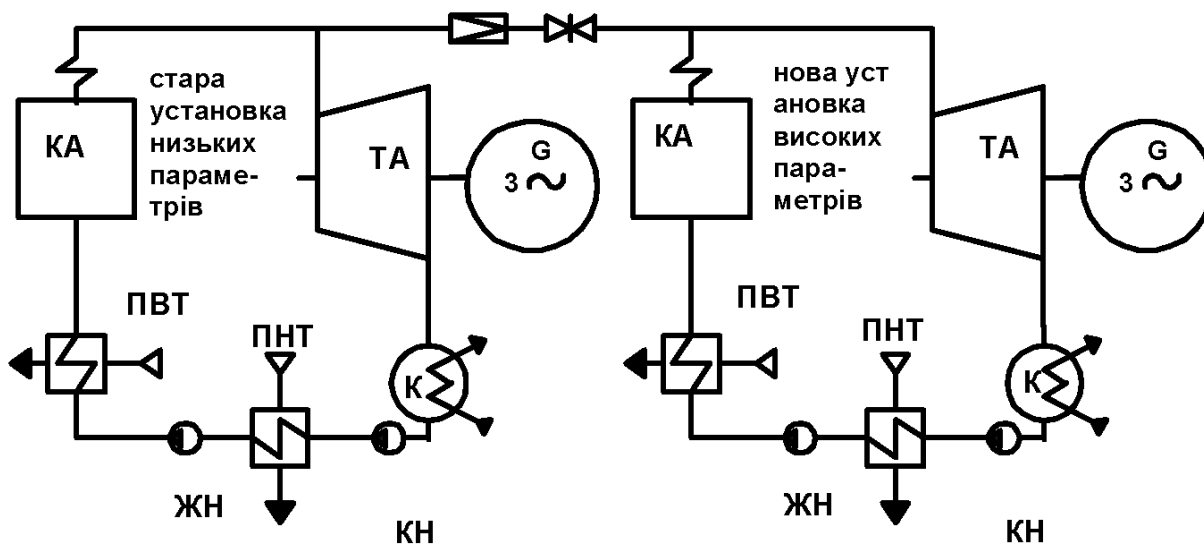 стара
установка
низьких
параме-
трів
КА
ТА
G
3 ~
ПВТ
ПНТ
К
ЖН
КН
нова уст
ановка
високих
пара-
метрів
КА
ТА
G
3 ~
ПВТ
ПНТ
К
ЖН
КН